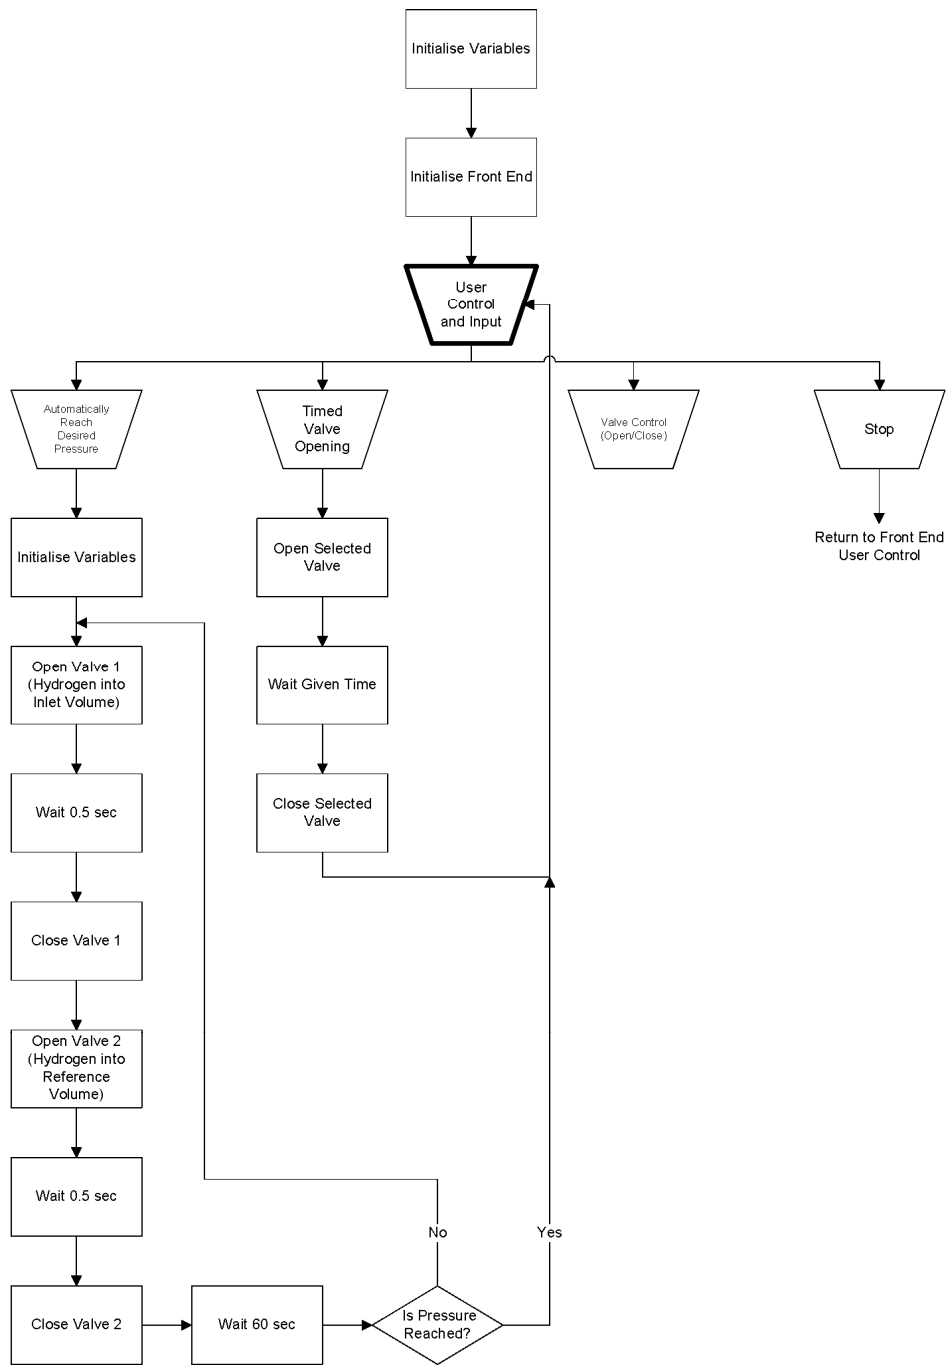 Initialise Variables
Initialise Front End
User
Control
and Input
Automatically
Reach
Desired
Pressure
Timed
Valve
Opening
Valve Control
(Open/Close)
Stop
Return to Front End
User Control
Initialise Variables
Open Selected
Valve
Open Valve 1
(Hydrogen into
Inlet Volume)
Wait Given Time
Wait 0.5 sec
Close Selected
Valve
Close Valve 1
Open Valve 2
(Hydrogen into
Reference
Volume)
Wait 0.5 sec
No
Yes
Close Valve 2
Wait 60 sec
Is Pressure
Reached?